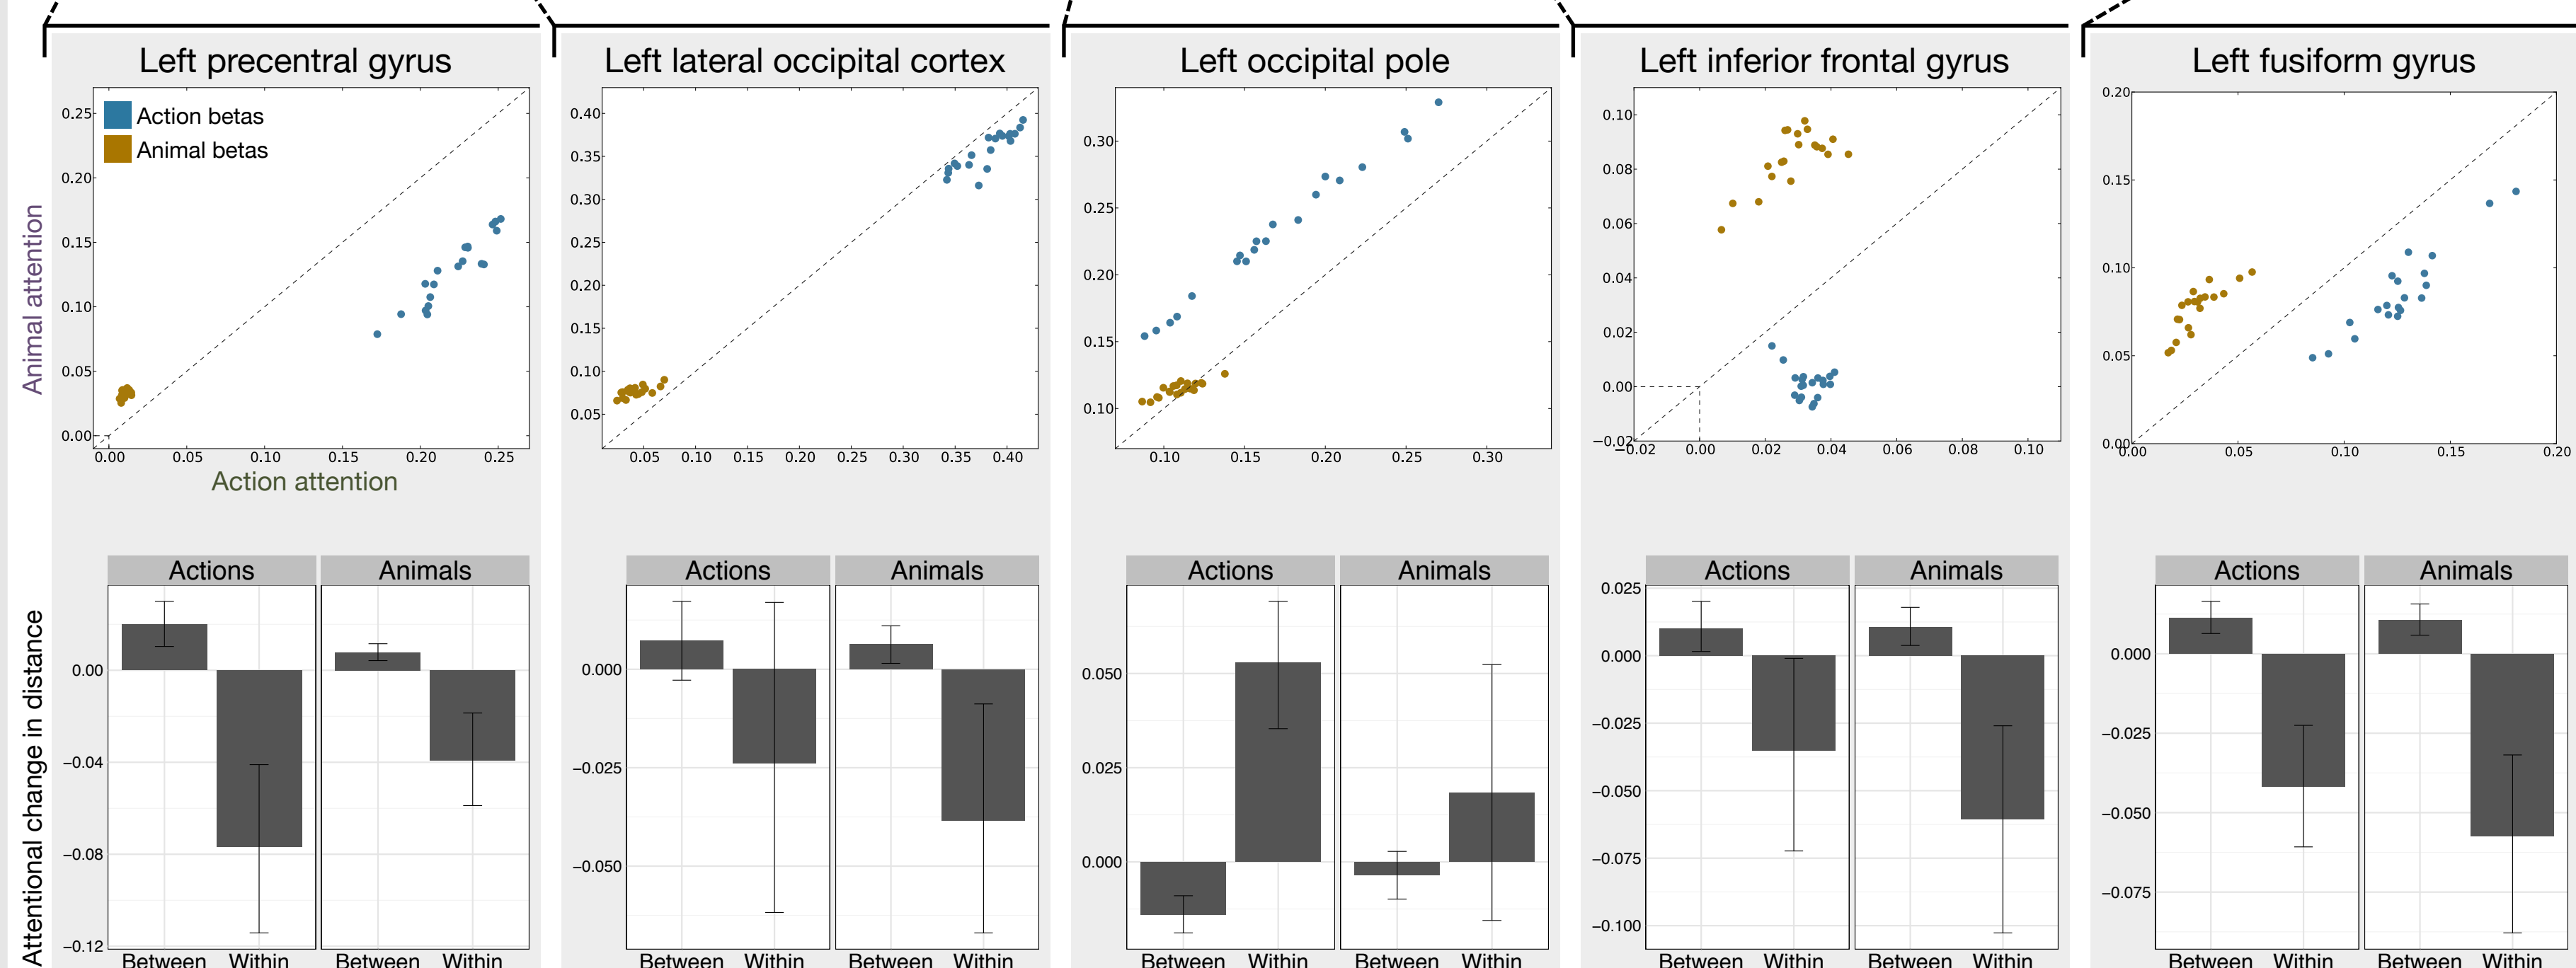 Left precentral gyrus
Left lateral occipital cortex
Left occipital pole
Left inferior frontal gyrus
Left fusiform gyrus
Action betas
Animal betas
Animal attention
0.25
0.20
0.15
0.10
0.05
0.00
0.00 0.05 0.10 0.15 0.20 0.25
Action attention
0.40
0.35
0.30
0.25
0.20
0.15
0.10
0.05
0.05 0.10 0.15 0.20 0.25 0.30 0.35 0.40
0.30
0.25
0.20
0.15
0.10
0.10 0.15 0.20 0.25 0.30
0.10
0.08
0.06
0.04
0.02
0.00
−0.02
−0.02 0.00 0.02 0.04 0.06 0.08 0.10
0.20
0.15
0.10
0.05
0.00
0.00 0.05 0.10 0.15 0.20
Attentional change in distance
Actions Animals
0.00
−0.04
−0.08
−0.12
Between Within Between Within
Actions Animals
0.000
−0.025
−0.050
Between Within Between Within
Actions Animals
0.050
0.025
0.000
Between Within Between Within
Actions Animals
0.025
0.000
−0.025
−0.050
−0.075
−0.100
Between Within Between Within
Actions Animals
0.000
−0.025
−0.050
−0.075
Between Within Between Within